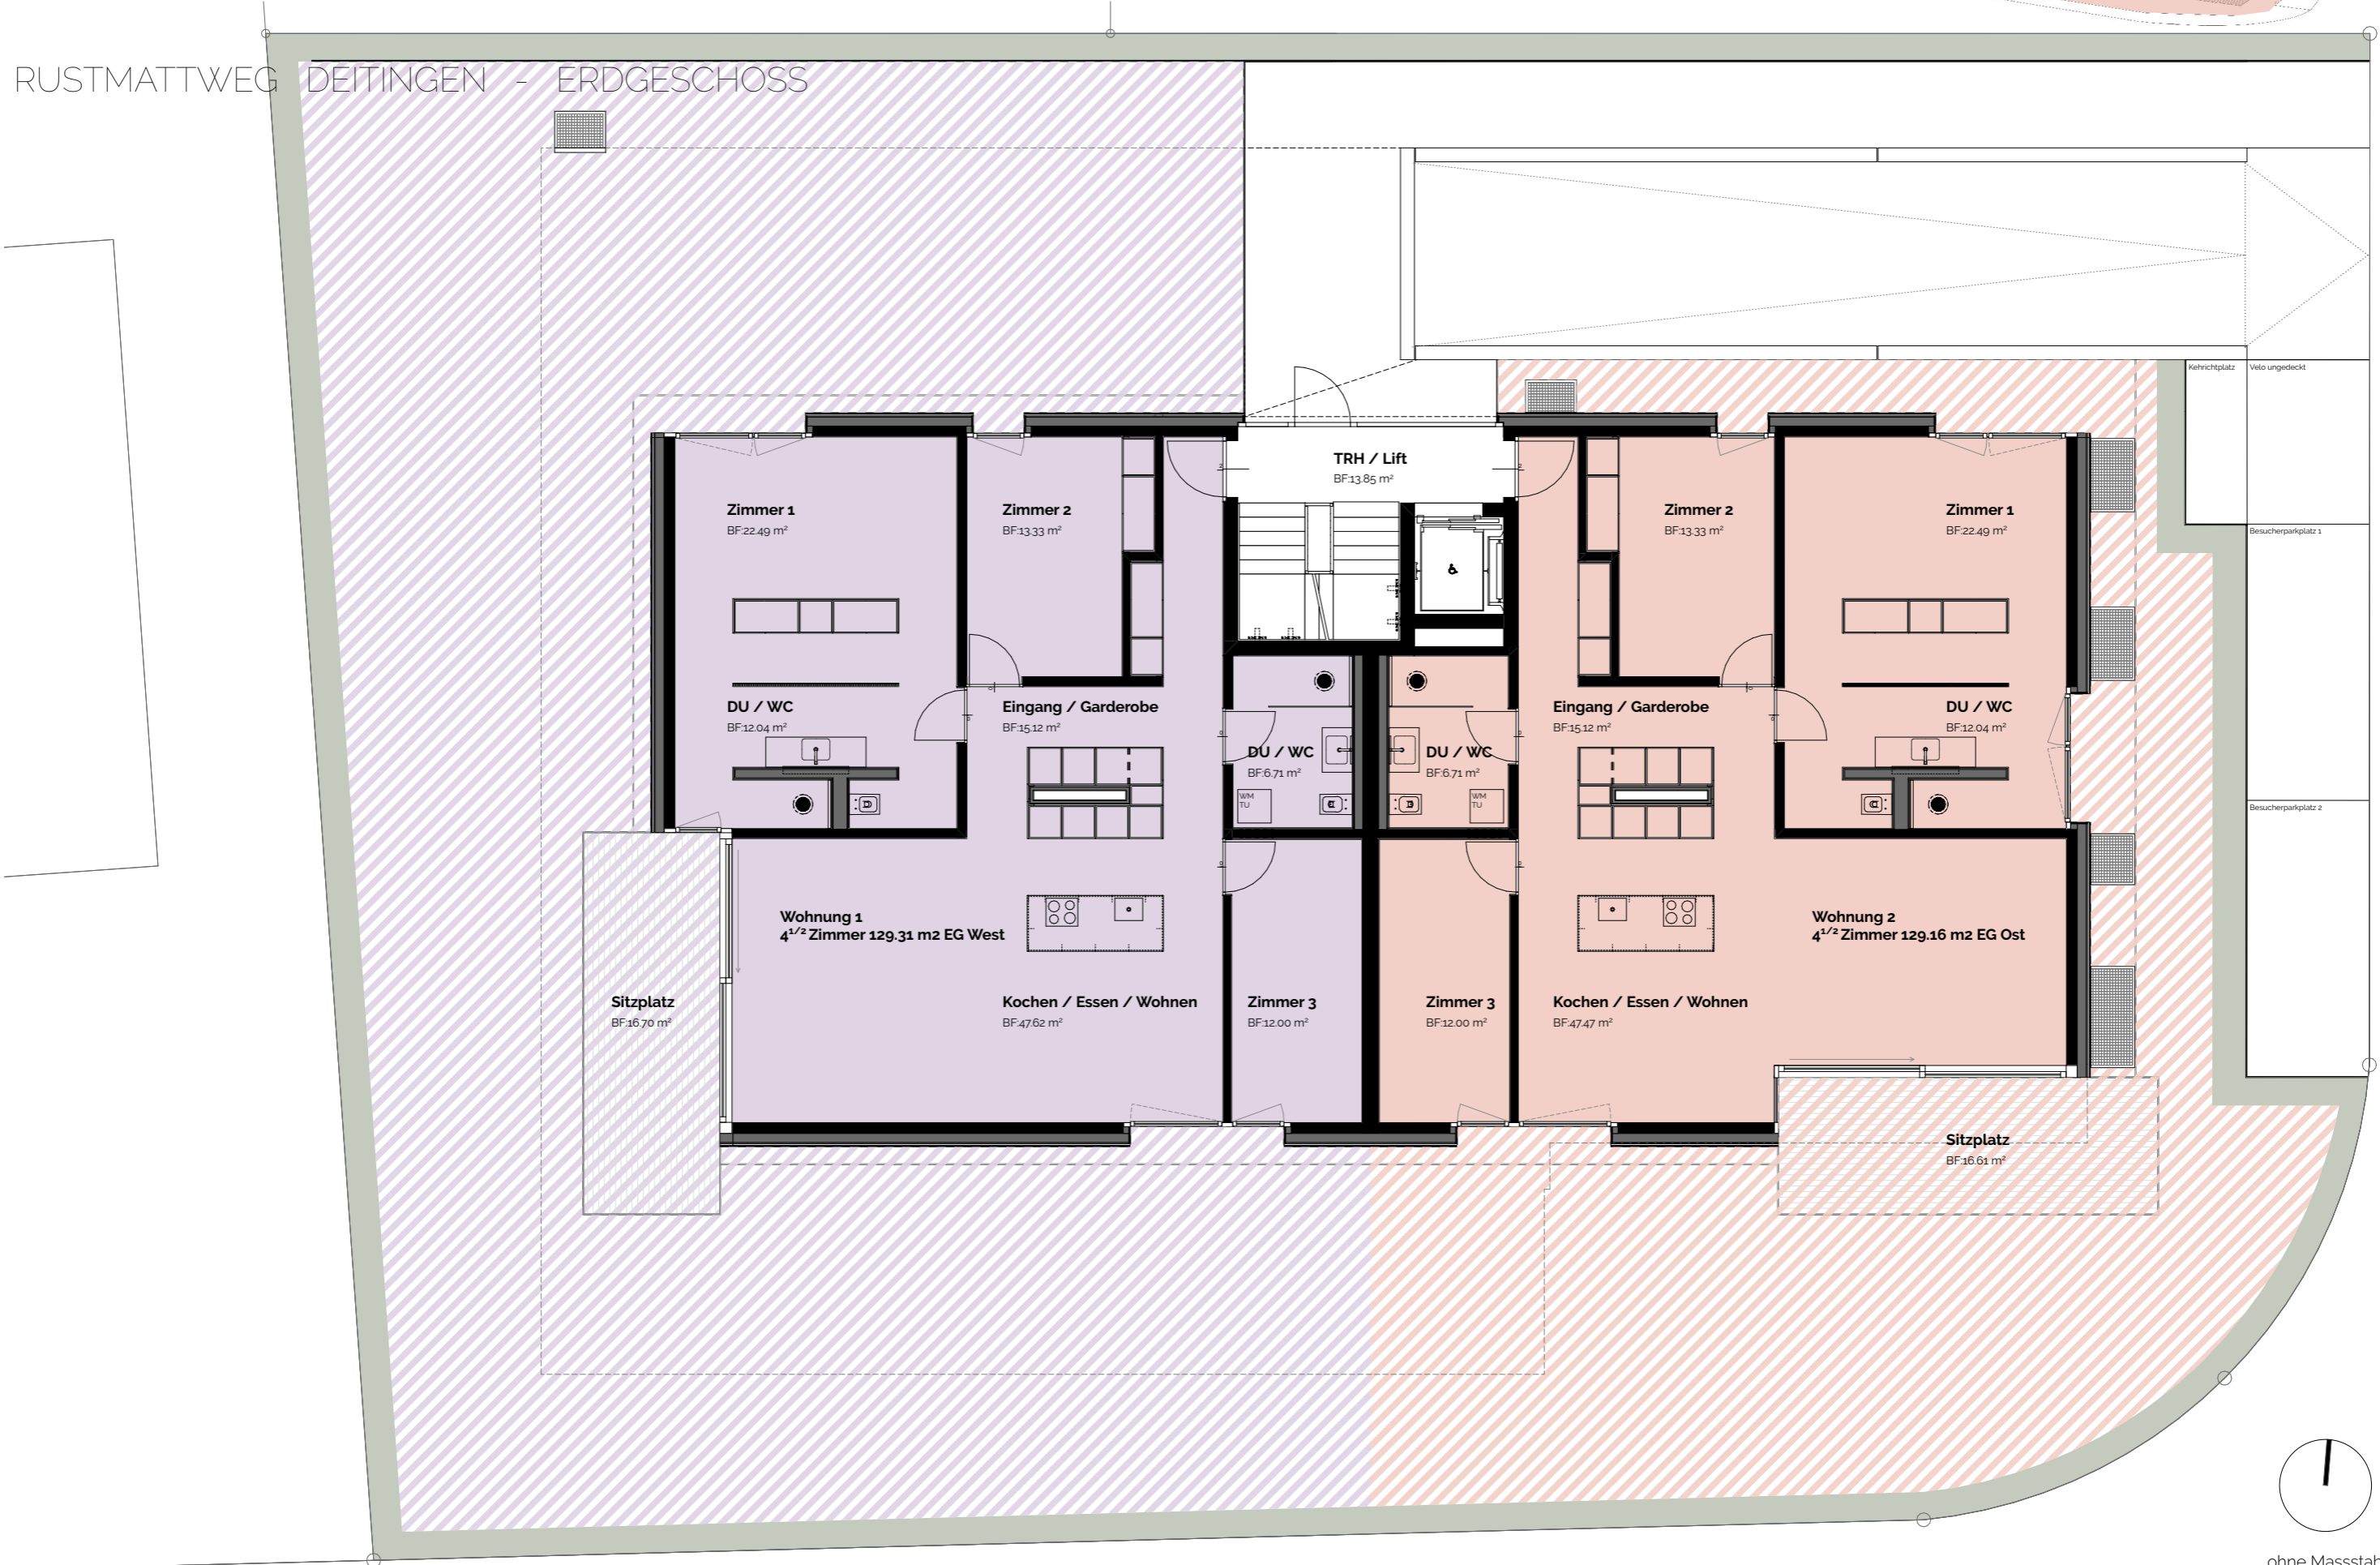 RUSTMATTWEG DEITINGEN - ERDGESCHOSS
Kehrichtplatz
Velo ungedeckt
TRH / Lift
BF:13.85 m²
Zimmer 1
BF:22.49 m²
Zimmer 2
BF:13.33 m²
Zimmer 2
BF:13.33 m²
Zimmer 1
BF:22.49 m²
Besucherparkplatz 1
DU / WC
BF:12.04 m²
Eingang / Garderobe
BF:15.12 m²
DU / WC
BF:6.71 m²
WM
TU
DU / WC
BF:6.71 m²
WM
TU
Eingang / Garderobe
BF:15.12 m²
DU / WC
BF:12.04 m²
Besucherparkplatz 2
Wohnung 1
4¹/² Zimmer 129.31 m2 EG West
Wohnung 2
4¹/² Zimmer 129.16 m2 EG Ost
Sitzplatz
BF:16.70 m²
Kochen / Essen / Wohnen
BF:47.62 m²
Zimmer 3
BF:12.00 m²
Zimmer 3
BF:12.00 m²
Kochen / Essen / Wohnen
BF:47.47 m²
Sitzplatz
BF:16.61 m²